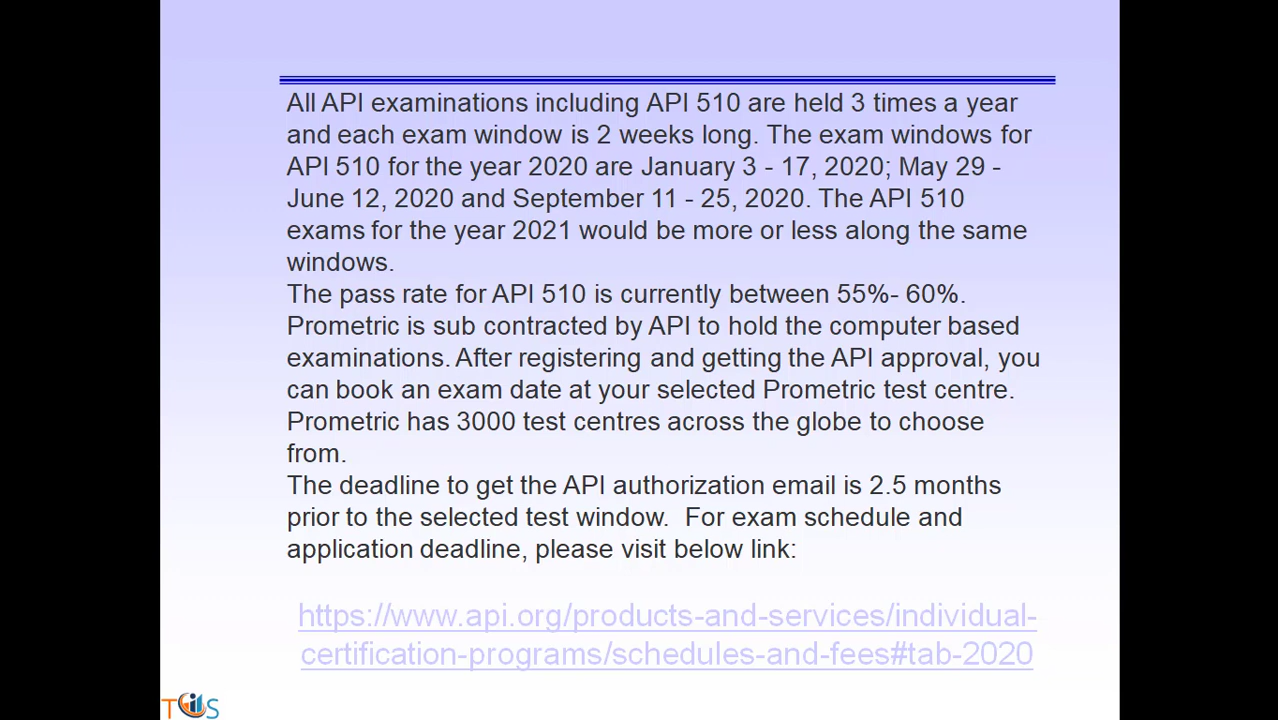 All API examinations including API 510 are held 3 times a year
and each exam window is 2 weeks long. The exam windows for
API 510 for the year 2020 are January 3 - 17, 2020; May 29 -
June 12, 2020 and September 11 - 25, 2020. The API 510
exams for the year 2021 would be more or less along the same
windows.
The pass rate for API 510 is currently between 55%- 60%.
Prometric is sub contracted by API to hold the computer based
examinations. After registering and getting the API approval, you
can book an exam date at your selected Prometric test centre.
Prometric has 3000 test centres across the globe to choose
from.
The deadline to get the API authorization email is 2.5 months
prior to the selected test window.  For exam schedule and
application deadline, please visit below link:
https://www.api.org/products-and-services/individual-
certification-programs/schedules-and-fees#tab-2020